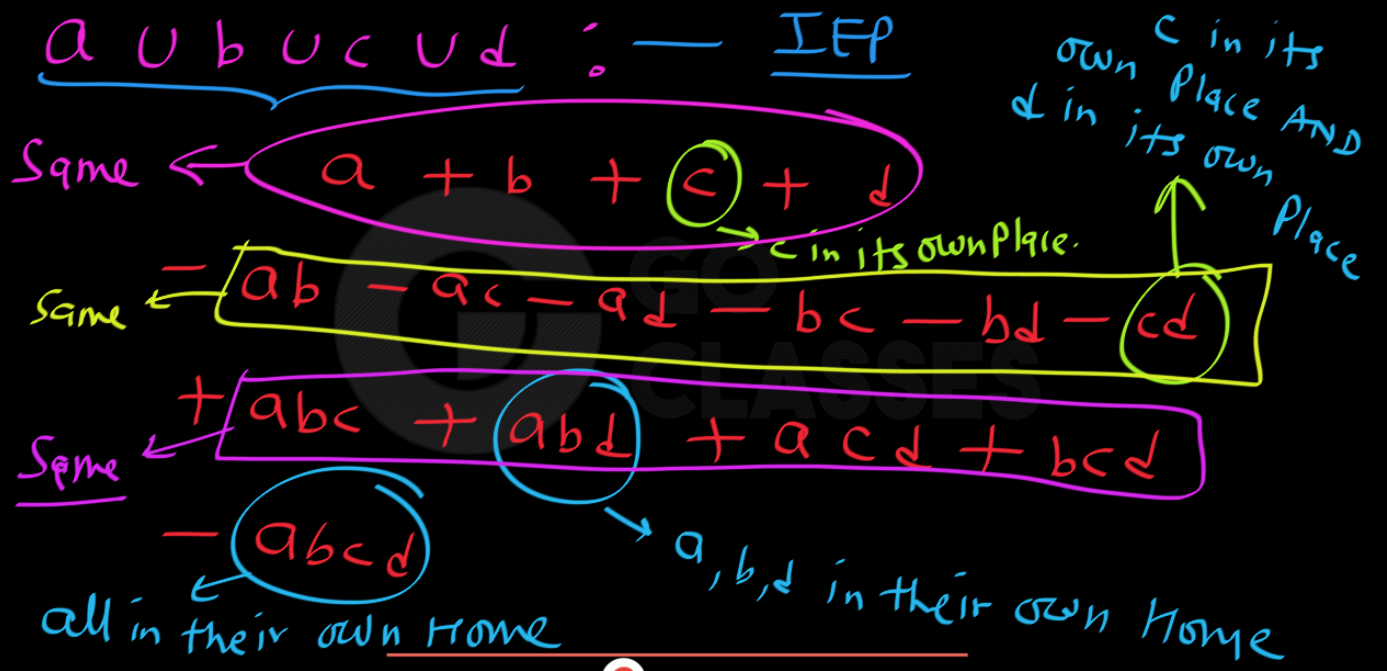 a ∪ b ∪ c ∪ d :— IEP
c in its
own Place AND
d in its own
Place
Same ← a + b + c + d
→ c in its own Place.
Same ← - ab - ac - ad - bc - bd - cd
GO
CLASSES
Same ← + abc + abd + acd + bcd
- abcd
→ a, b, d in their own Home
all in their own Home